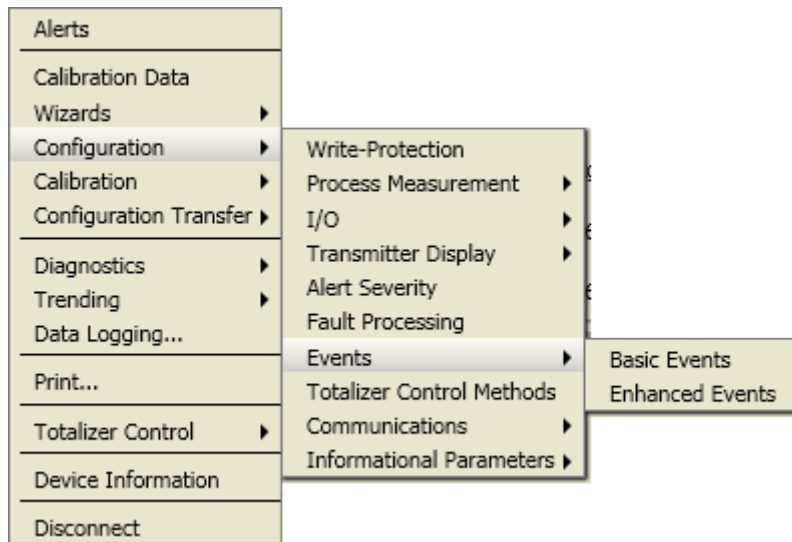 Alerts
Calibration Data
Wizards
Configuration
Calibration
Configuration Transfer
Diagnostics
Trending
Data Logging...
Print...
Totalizer Control
Device Information
Disconnect
Write-Protection
Process Measurement
I/O
Transmitter Display
Alert Severity
Fault Processing
Events
Totalizer Control Methods
Communications
Informational Parameters
Basic Events
Enhanced Events